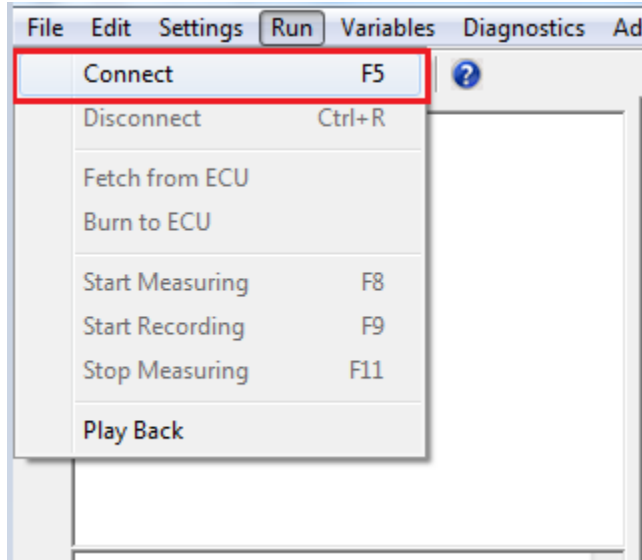 File Edit Settings Run Variables Diagnostics Ad
Connect F5
Disconnect Ctrl+R
Fetch from ECU
Burn to ECU
Start Measuring F8
Start Recording F9
Stop Measuring F11
Play Back